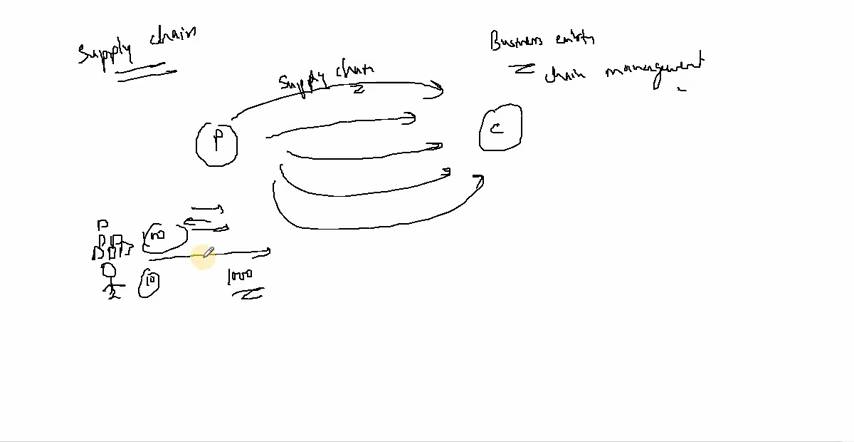 Supply chain
Business entity
chain management
Supply chain
P
C
P
100
10
1000